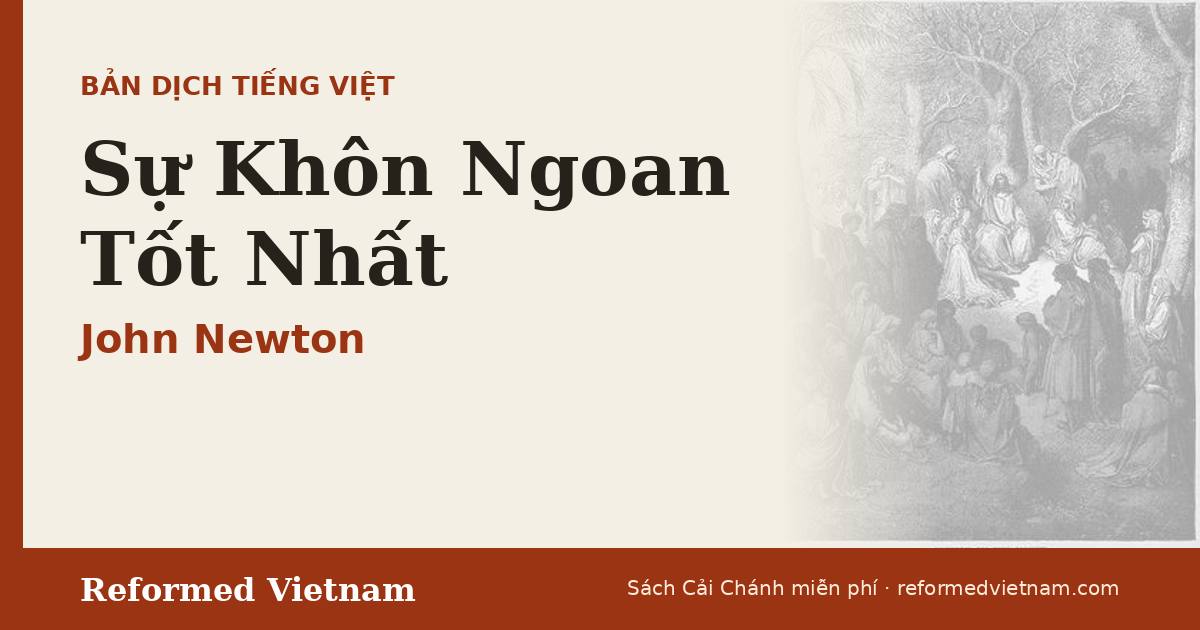 BẢN DỊCH TIẾNG VIỆT
Sự Khôn Ngoan
Tốt Nhất
John Newton
Reformed Vietnam
Sách Cải Chánh miễn phí · reformedvietnam.com